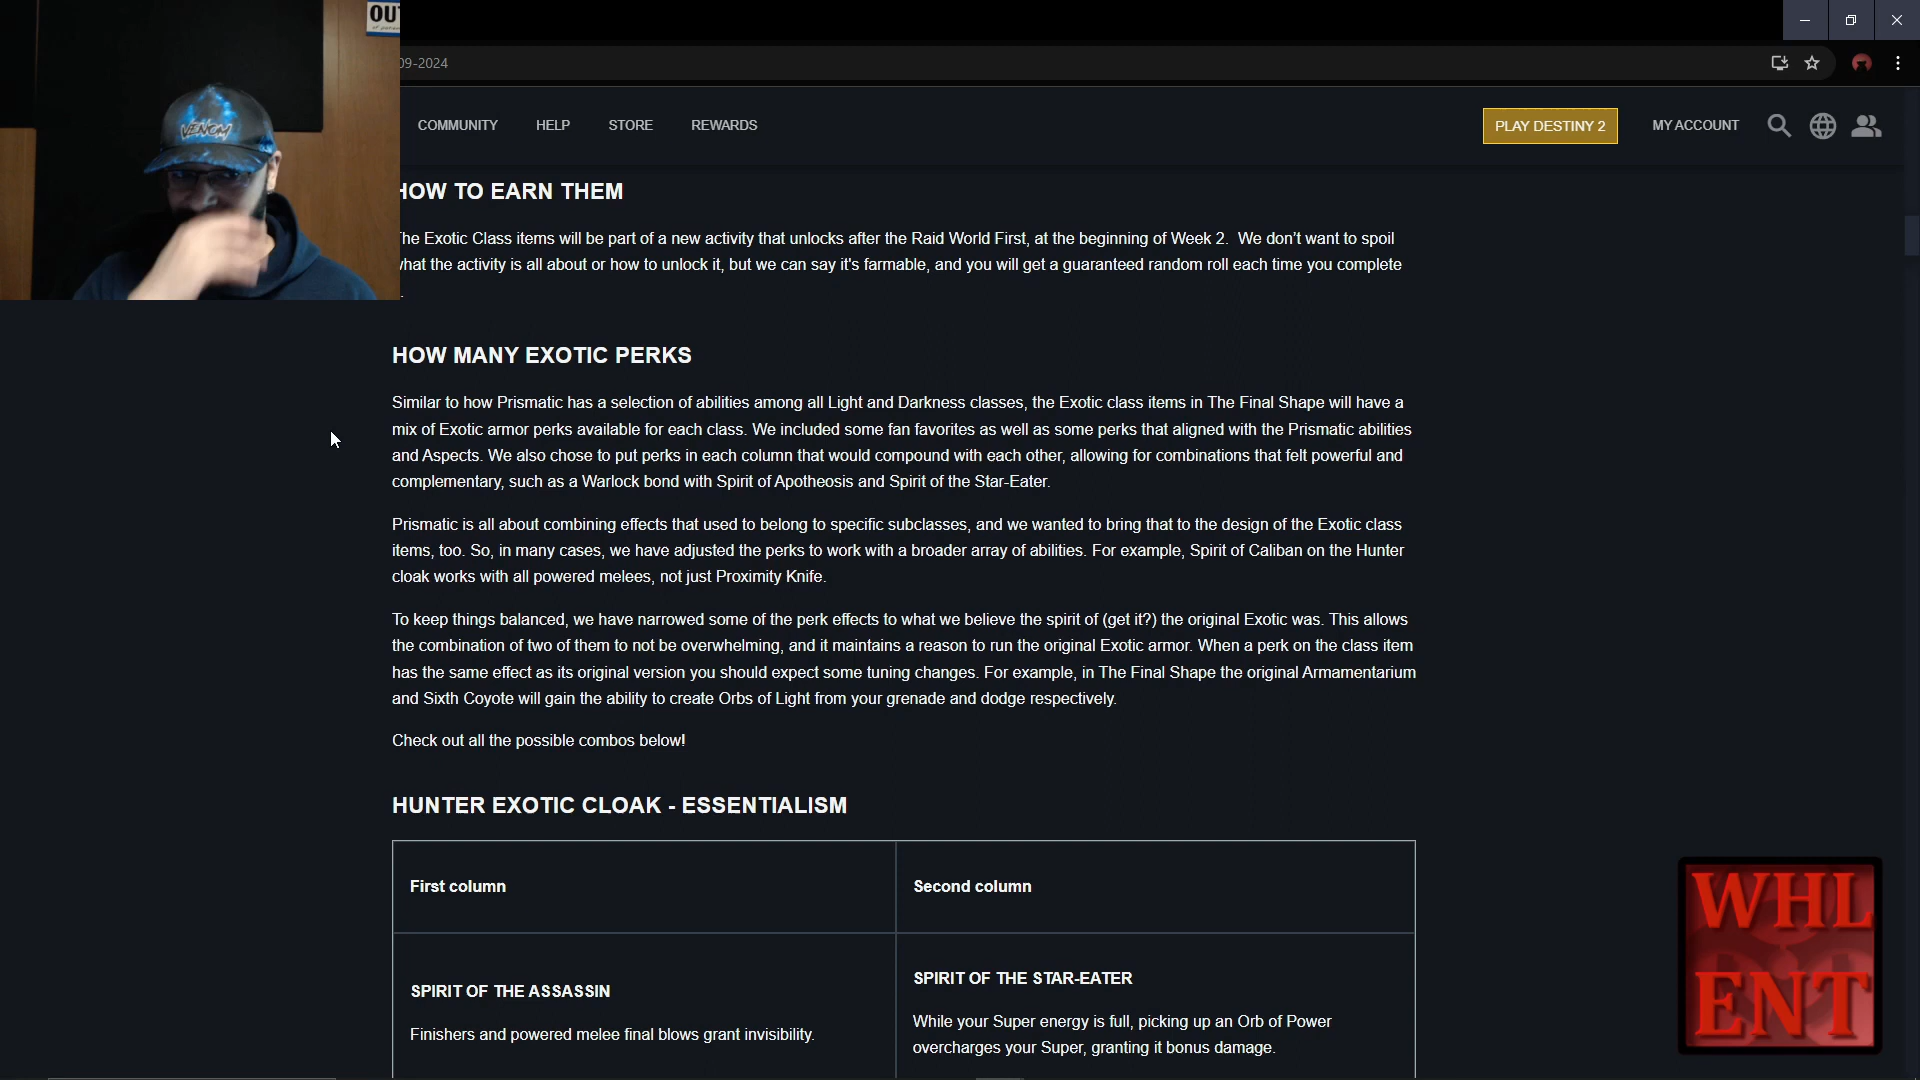 OUT
VENOM
09-2024
COMMUNITY HELP STORE REWARDS PLAY DESTINY 2 MY ACCOUNT
HOW TO EARN THEM
The Exotic Class items will be part of a new activity that unlocks after the Raid World First, at the beginning of Week 2. We don't want to spoil
what the activity is all about or how to unlock it, but we can say it's farmable, and you will get a guaranteed random roll each time you complete
.
HOW MANY EXOTIC PERKS
Similar to how Prismatic has a selection of abilities among all Light and Darkness classes, the Exotic class items in The Final Shape will have a
mix of Exotic armor perks available for each class. We included some fan favorites as well as some perks that aligned with the Prismatic abilities
and Aspects. We also chose to put perks in each column that would compound with each other, allowing for combinations that felt powerful and
complementary, such as a Warlock bond with Spirit of Apotheosis and Spirit of the Star-Eater.
Prismatic is all about combining effects that used to belong to specific subclasses, and we wanted to bring that to the design of the Exotic class
items, too. So, in many cases, we have adjusted the perks to work with a broader array of abilities. For example, Spirit of Caliban on the Hunter
cloak works with all powered melees, not just Proximity Knife.
To keep things balanced, we have narrowed some of the perk effects to what we believe the spirit of (get it?) the original Exotic was. This allows
the combination of two of them to not be overwhelming, and it maintains a reason to run the original Exotic armor. When a perk on the class item
has the same effect as its original version you should expect some tuning changes. For example, in The Final Shape the original Armamentarium
and Sixth Coyote will gain the ability to create Orbs of Light from your grenade and dodge respectively.
Check out all the possible combos below!
HUNTER EXOTIC CLOAK - ESSENTIALISM
First column
Second column
SPIRIT OF THE ASSASSIN
Finishers and powered melee final blows grant invisibility.
SPIRIT OF THE STAR-EATER
While your Super energy is full, picking up an Orb of Power
overcharges your Super, granting it bonus damage.
WHL
ENT